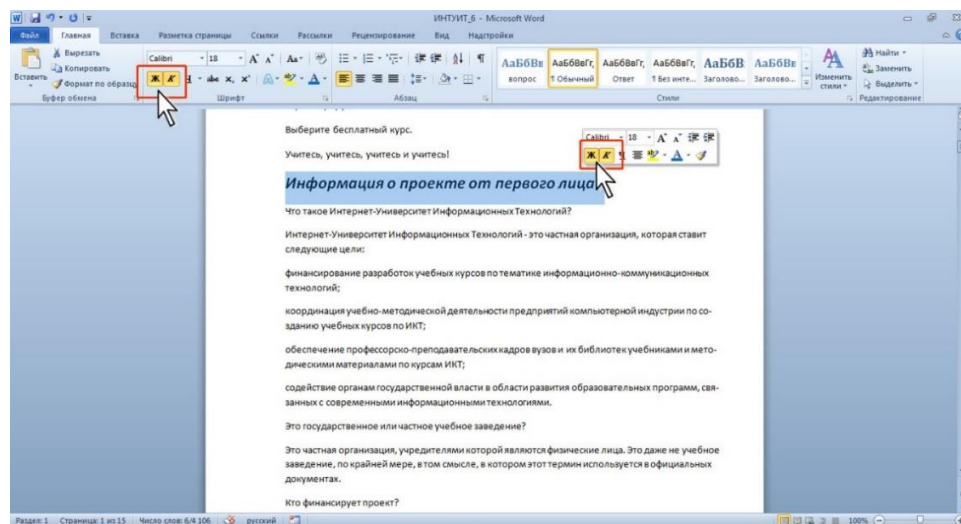 ИНТУИТ_6 - Microsoft Word
Файл Главная Вставка Разметка страницы Ссылки Рассылки Рецензирование Вид Надстройки
Вставить
Вырезать
Копировать
Формат по образцу
Буфер обмена
Calibri 18
Шрифт
Абзац
АаБбВв АаБбВвГг, АаБбВвГг, АаБбВвГг, АаБбВ АаБбВв
вопрос ¶ Обычный Ответ ¶ Без инте... Заголово... Заголово...
Стили
Изменить стили
Найти
Заменить
Выделить
Редактирование
Выберите бесплатный курс.
Учитесь, учитесь, учитесь и учитесь!
Calibri 18
Информация о проекте от первого лица
Что такое Интернет-Университет Информационных Технологий?
Интернет-Университет Информационных Технологий - это частная организация, которая ставит
следующие цели:
финансирование разработок учебных курсов по тематике информационно-коммуникационных
технологий;
координация учебно-методической деятельности предприятий компьютерной индустрии по со-
зданию учебных курсов по ИКТ;
обеспечение профессорско-преподавательских кадров вузов и их библиотек учебниками и мето-
дическими материалами по курсам ИКТ;
содействие органам государственной власти в области развития образовательных программ, свя-
занных с современными информационными технологиями.
Это государственное или частное учебное заведение?
Это частная организация, учредителями которой являются физические лица. Это даже не учебное
заведение, по крайней мере, в том смысле, в котором этот термин используется в официальных
документах.
Кто финансирует проект?
Раздел: 1 Страница: 1 из 15 Число слов: 6/4 106 русский 100%